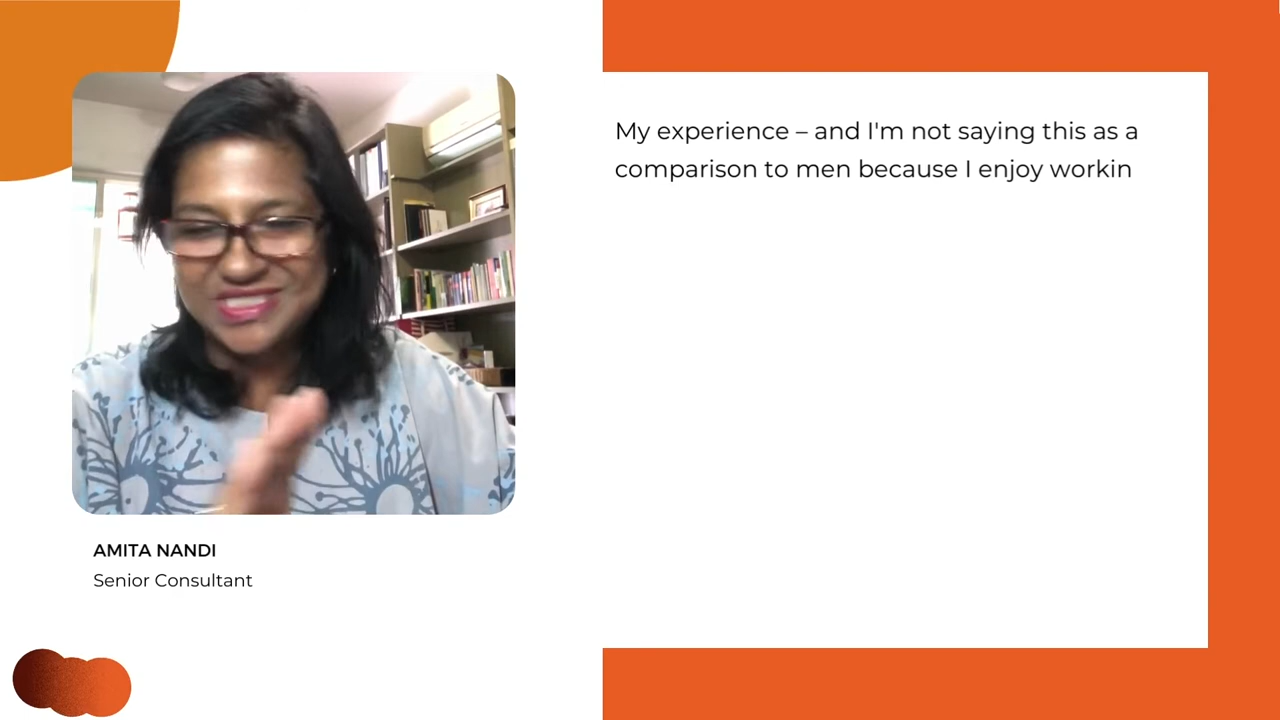 My experience – and I'm not saying this as a
comparison to men because I enjoy workin
AMITA NANDI
Senior Consultant